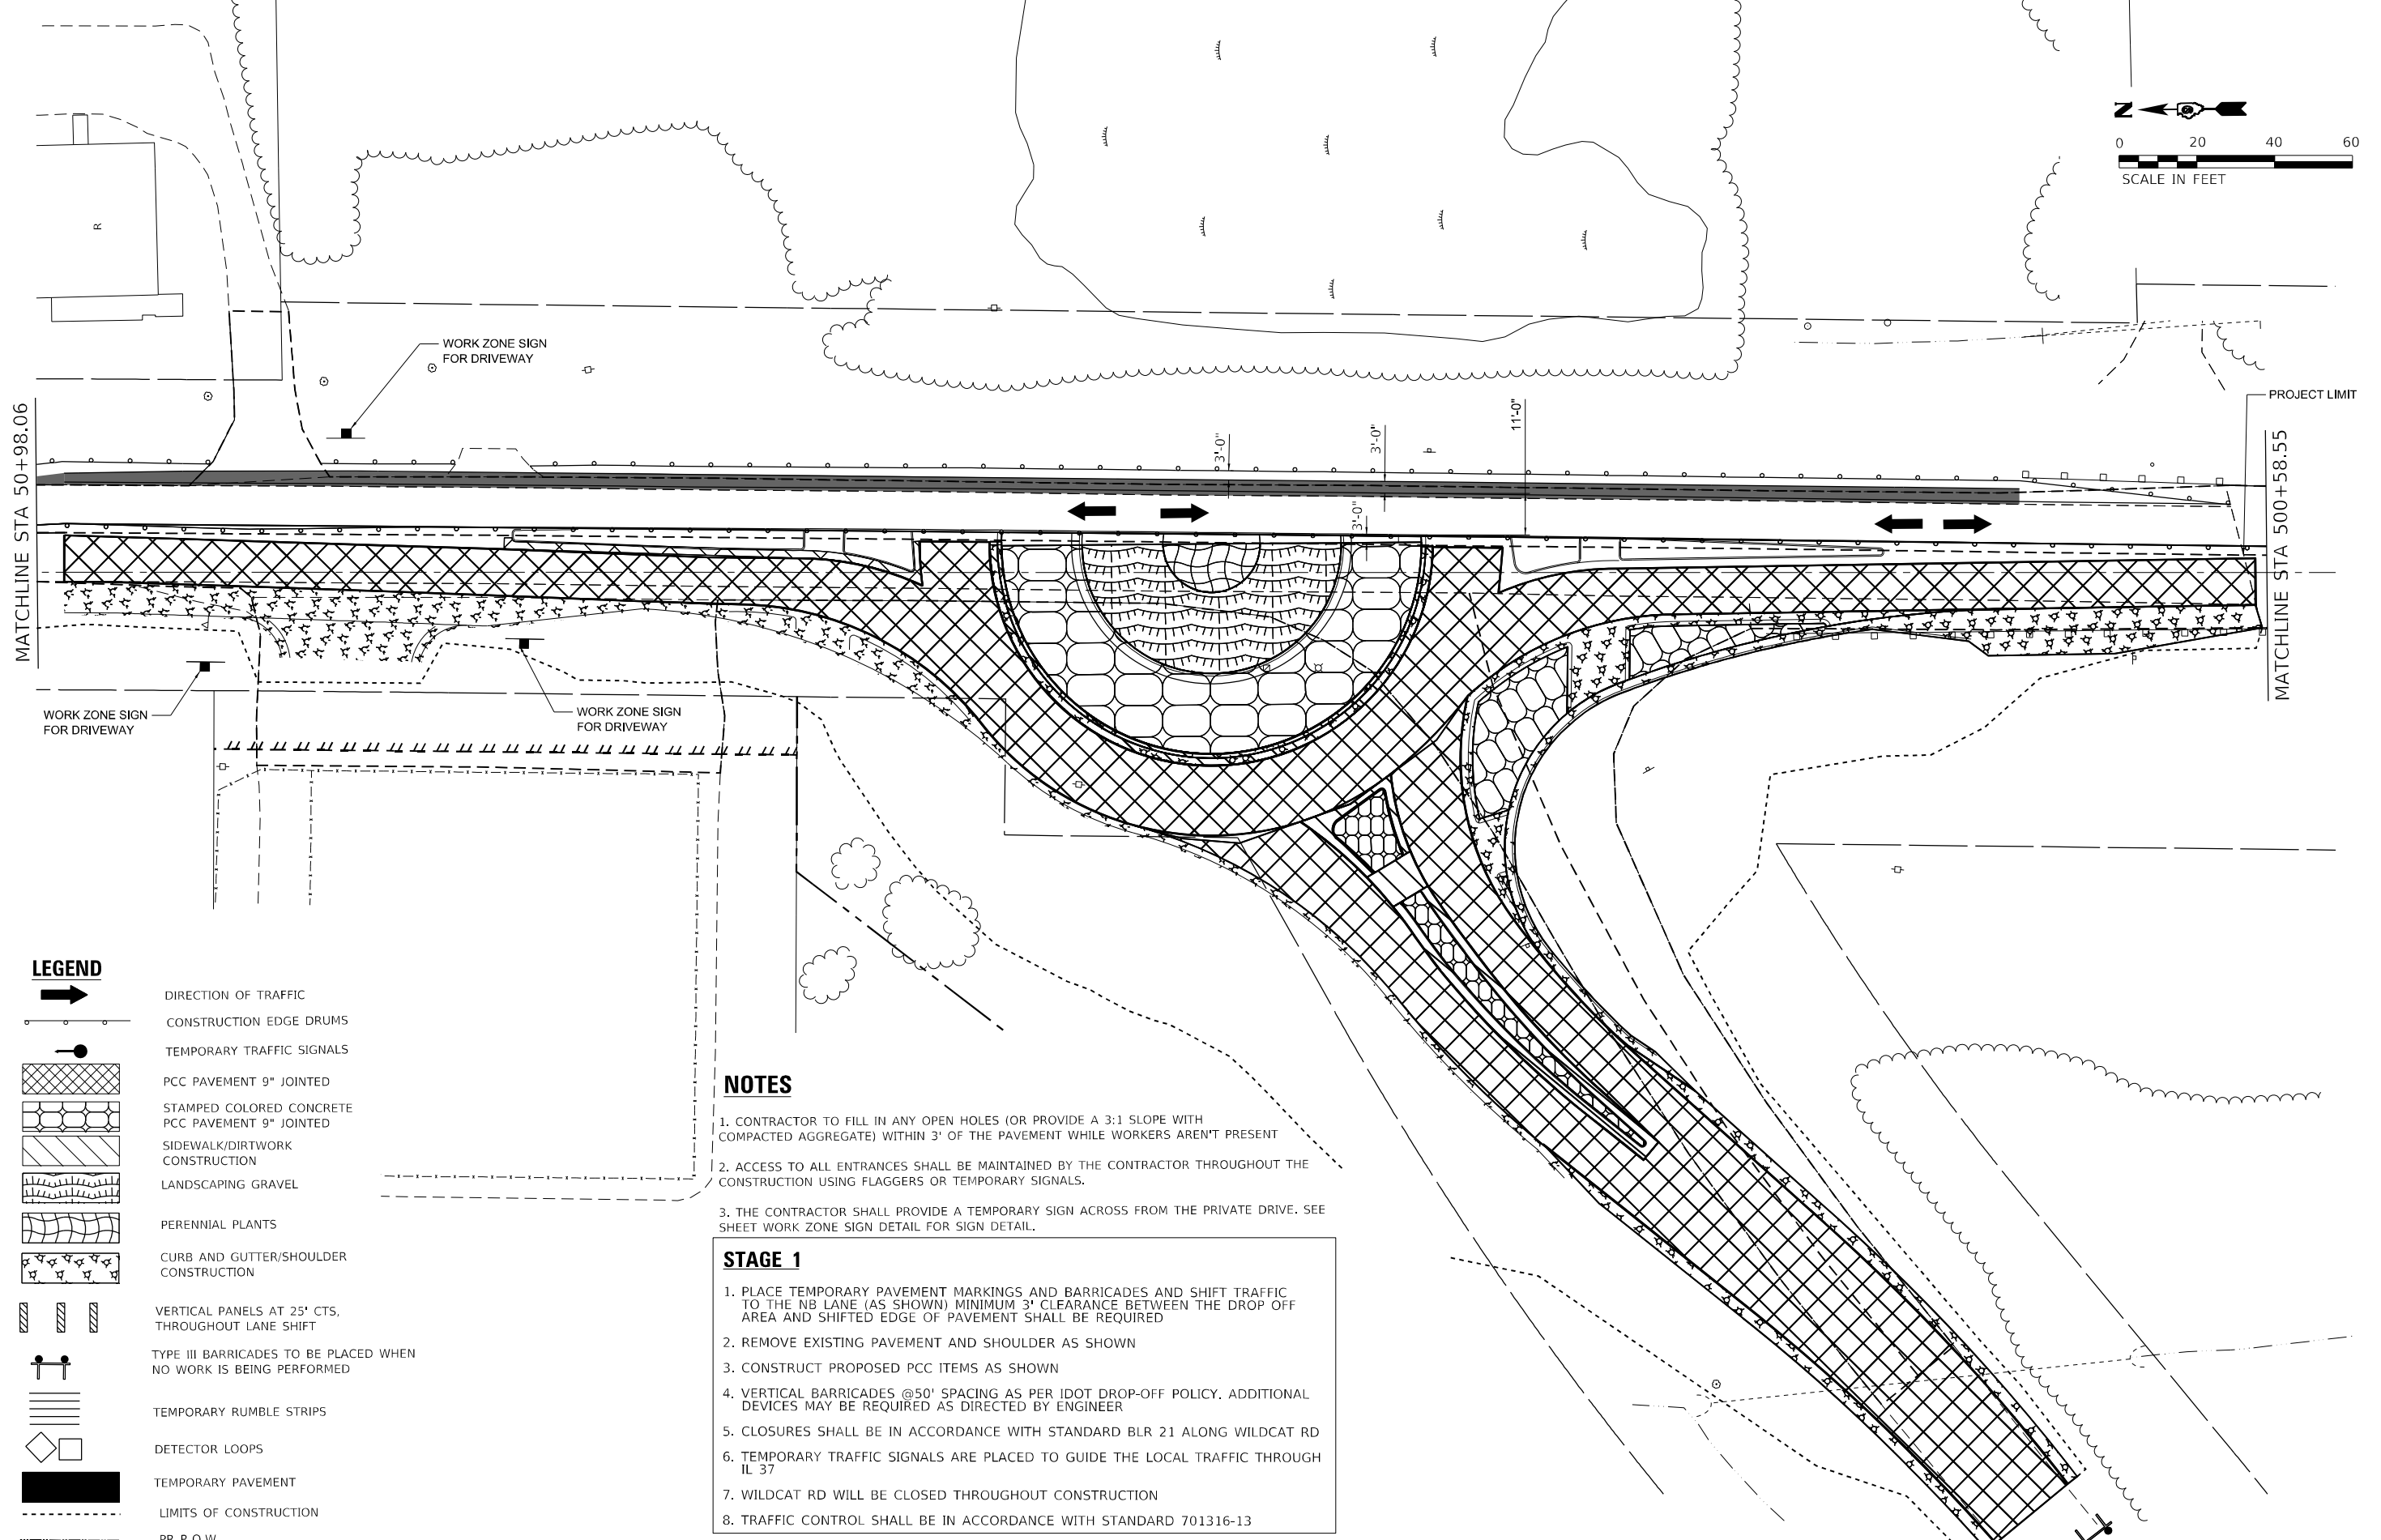 N
0 20 40 60
SCALE IN FEET
R
WORK ZONE SIGN
FOR DRIVEWAY
PROJECT LIMIT
MATCHLINE STA 50+98.06
3'-0"
3'-0"
11'-0"
3'-0"
MATCHLINE STA 500+58.55
WORK ZONE SIGN
FOR DRIVEWAY
WORK ZONE SIGN
FOR DRIVEWAY
LEGEND
DIRECTION OF TRAFFIC
CONSTRUCTION EDGE DRUMS
TEMPORARY TRAFFIC SIGNALS
PCC PAVEMENT 9" JOINTED
STAMPED COLORED CONCRETE
PCC PAVEMENT 9" JOINTED
SIDEWALK/DIRTWORK
CONSTRUCTION
LANDSCAPING GRAVEL
PERENNIAL PLANTS
CURB AND GUTTER/SHOULDER
CONSTRUCTION
VERTICAL PANELS AT 25' CTS,
THROUGHOUT LANE SHIFT
TYPE III BARRICADES TO BE PLACED WHEN
NO WORK IS BEING PERFORMED
TEMPORARY RUMBLE STRIPS
DETECTOR LOOPS
TEMPORARY PAVEMENT
LIMITS OF CONSTRUCTION
PR R.O.W.
NOTES
1. CONTRACTOR TO FILL IN ANY OPEN HOLES (OR PROVIDE A 3:1 SLOPE WITH
COMPACTED AGGREGATE) WITHIN 3' OF THE PAVEMENT WHILE WORKERS AREN'T PRESENT
2. ACCESS TO ALL ENTRANCES SHALL BE MAINTAINED BY THE CONTRACTOR THROUGHOUT THE
CONSTRUCTION USING FLAGGERS OR TEMPORARY SIGNALS.
3. THE CONTRACTOR SHALL PROVIDE A TEMPORARY SIGN ACROSS FROM THE PRIVATE DRIVE. SEE
SHEET WORK ZONE SIGN DETAIL FOR SIGN DETAIL.
STAGE 1
1. PLACE TEMPORARY PAVEMENT MARKINGS AND BARRICADES AND SHIFT TRAFFIC
TO THE NB LANE (AS SHOWN) MINIMUM 3' CLEARANCE BETWEEN THE DROP OFF
AREA AND SHIFTED EDGE OF PAVEMENT SHALL BE REQUIRED
2. REMOVE EXISTING PAVEMENT AND SHOULDER AS SHOWN
3. CONSTRUCT PROPOSED PCC ITEMS AS SHOWN
4. VERTICAL BARRICADES @50' SPACING AS PER IDOT DROP-OFF POLICY. ADDITIONAL
DEVICES MAY BE REQUIRED AS DIRECTED BY ENGINEER
5. CLOSURES SHALL BE IN ACCORDANCE WITH STANDARD BLR 21 ALONG WILDCAT RD
6. TEMPORARY TRAFFIC SIGNALS ARE PLACED TO GUIDE THE LOCAL TRAFFIC THROUGH
IL 37
7. WILDCAT RD WILL BE CLOSED THROUGHOUT CONSTRUCTION
8. TRAFFIC CONTROL SHALL BE IN ACCORDANCE WITH STANDARD 701316-13